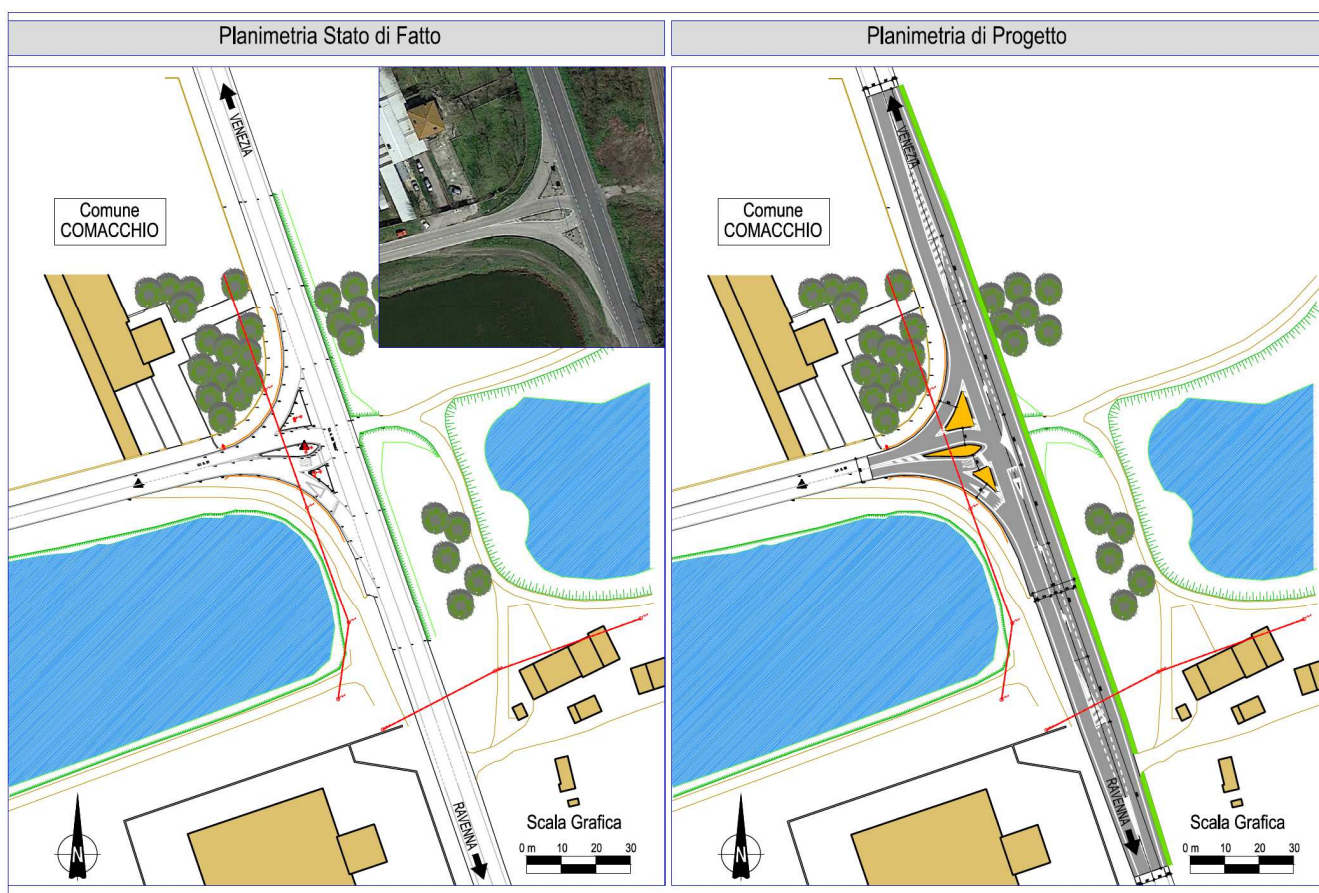 Planimetria Stato di Fatto
VENEZIA
Comune
COMACCHIO
RAVENNA
N
Scala Grafica
0 m 10 20 30
Planimetria di Progetto
VENEZIA
Comune
COMACCHIO
RAVENNA
N
Scala Grafica
0 m 10 20 30